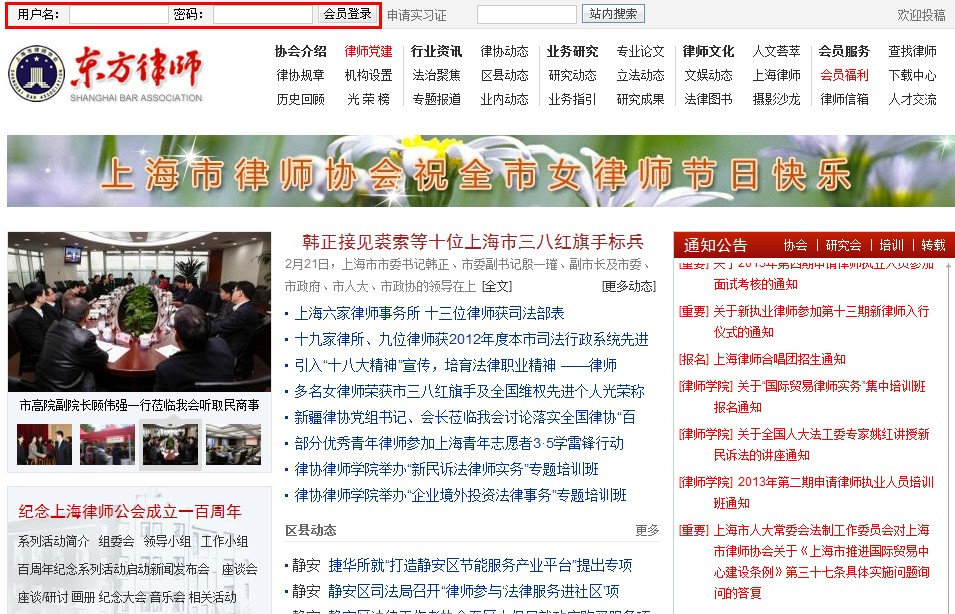 用户名: 密码: 会员登录 申请实习证 站内搜索 欢迎投稿
东方律师
SHANGHAI BAR ASSOCIATION
协会介绍 律师党建 行业资讯 律协动态 业务研究 专业论文 律师文化 人文荟萃 会员服务 查找律师
律协规章 机构设置 法治聚焦 区县动态 研究动态 立法动态 文娱动态 上海律师 会员福利 下载中心
历史回顾 光荣榜 专题报道 业内动态 业务指引 研究成果 法律图书 摄影沙龙 律师信箱 人才交流
上海市律师协会祝全市女律师节日快乐
市高院副院长顾伟强一行莅临我会听取民商事
纪念上海律师公会成立一百周年
系列活动简介 组委会 领导小组 工作小组
百周年纪念系列活动启动新闻发布会 座谈会
座谈/研讨 画册 纪念大会 音乐会 相关活动
韩正接见裘索等十位上海市三八红旗手标兵
2月21日，上海市市委书记韩正、市委副书记殷一璀、副市长及市委、
市政府、市人大、市政协的领导在上 [全文] [更多动态]
上海六家律师事务所 十三位律师获司法部表
十九家律所、九位律师获2012年度本市司法行政系统先进
引入“十八大精神”宣传，培育法律职业精神 ——律师
多名女律师荣获市三八红旗手及全国维权先进个人光荣称
新疆律协党组书记、会长莅临我会讨论落实全国律协“百
部分优秀青年律师参加上海青年志愿者3·5学雷锋行动
律协律师学院举办“新民诉法律师实务”专题培训班
律协律师学院举办“企业境外投资法律事务”专题培训班
区县动态 更多
静安 捷华所就“打造静安区节能服务产业平台”提出专项
静安 静安区司法局召开“律师参与法律服务进社区”项
通知公告 协会 | 研究会 | 培训 | 转载
[重要] 关于2013年第四期申请律师执业人员参加
面试考核的通知
[重要] 关于新执业律师参加第十三期新律师入行
仪式的通知
[报名] 上海律师合唱团招生通知
[律师学院] 关于“国际贸易律师实务”集中培训班
报名通知
[律师学院] 关于全国人大法工委专家姚红讲授新
民诉法的讲座通知
[律师学院] 2013年第二期申请律师执业人员培训
班通知
[重要] 上海市人大常委会法制工作委员会对上海
市律师协会关于《上海市推进国际贸易中
心建设条例》第三十七条具体实施问题询
问的答复